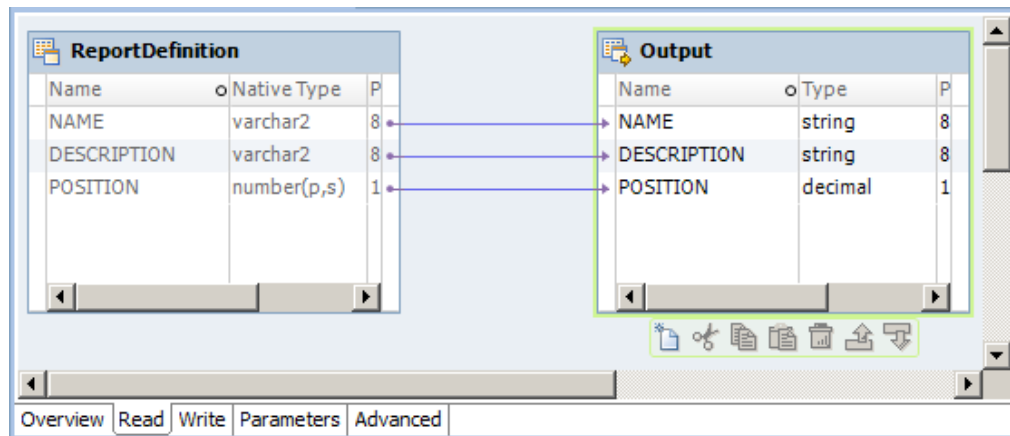 ReportDefinition
Name Native Type P
NAME varchar2 8
DESCRIPTION varchar2 8
POSITION number(p,s) 1
Output
Name Type P
NAME string 8
DESCRIPTION string 8
POSITION decimal 1
Overview Read Write Parameters Advanced